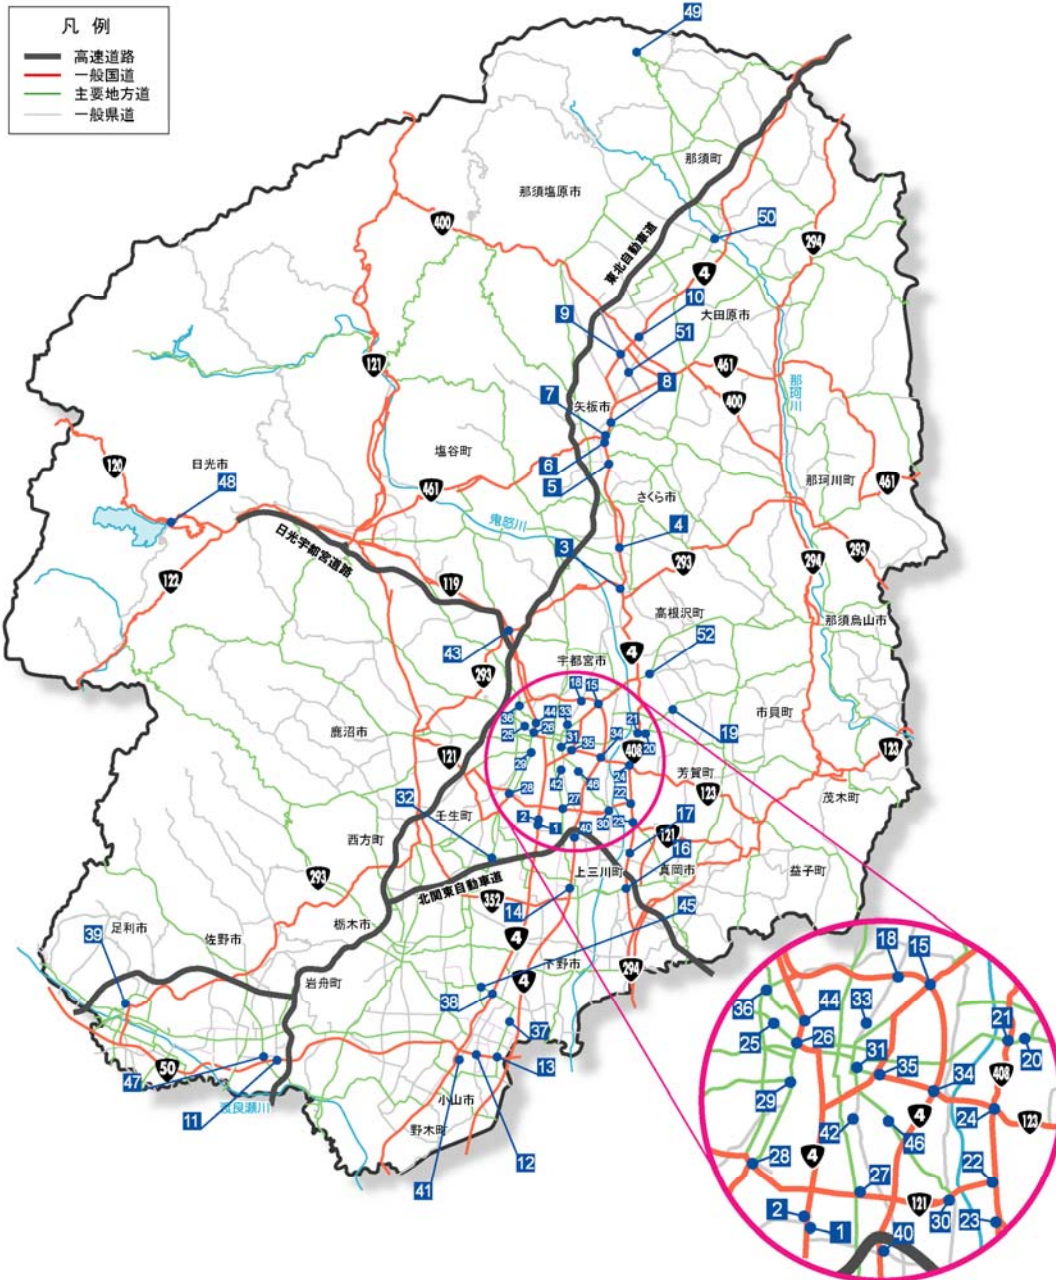 凡 例
高速道路
一般国道
主要地方道
一般県道
49
那須町
那須塩原市
400
50
294
東北自動車道
4
10
大田原市
9
51
121
461
8
400
那珂川
7
矢板市
塩谷町
6
5
120
日光市
48
461
那珂川町
461
さくら市
鬼怒川
4
3
日光宇都宮道路
293
294
293
122
119
高根沢町
那須烏山市
43
4
宇都宮市
52
293
18
15
36
44
33
21
19
市貝町
25
26
34
20
鹿沼市
31
35
408
121
29
123
芳賀町
24
42
46
123
茂木町
28
22
32
27
17
壬生町
2
1
30
23
40
121
16
西方町
上三川町
真岡市
益子町
293
北関東自動車道
352
14
45
栃木市
39
足利市
佐野市
4
下野市
294
岩舟町
4
38
37
50
47
13
11
渡良瀬川
小山市
野木町
12
41
18
15
36
44
33
21
25
26
20
31
35
34
408
29
24
123
42
4
46
28
4
22
27
2
121
30
23
1
40